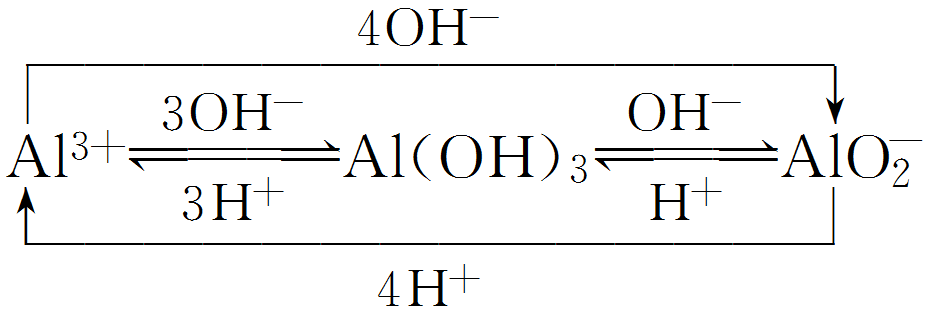 4OH⁻
3OH⁻ OH⁻
Al³⁺ ⇌ Al(OH)₃ ⇌ AlO₂⁻
3H⁺ H⁺
4H⁺